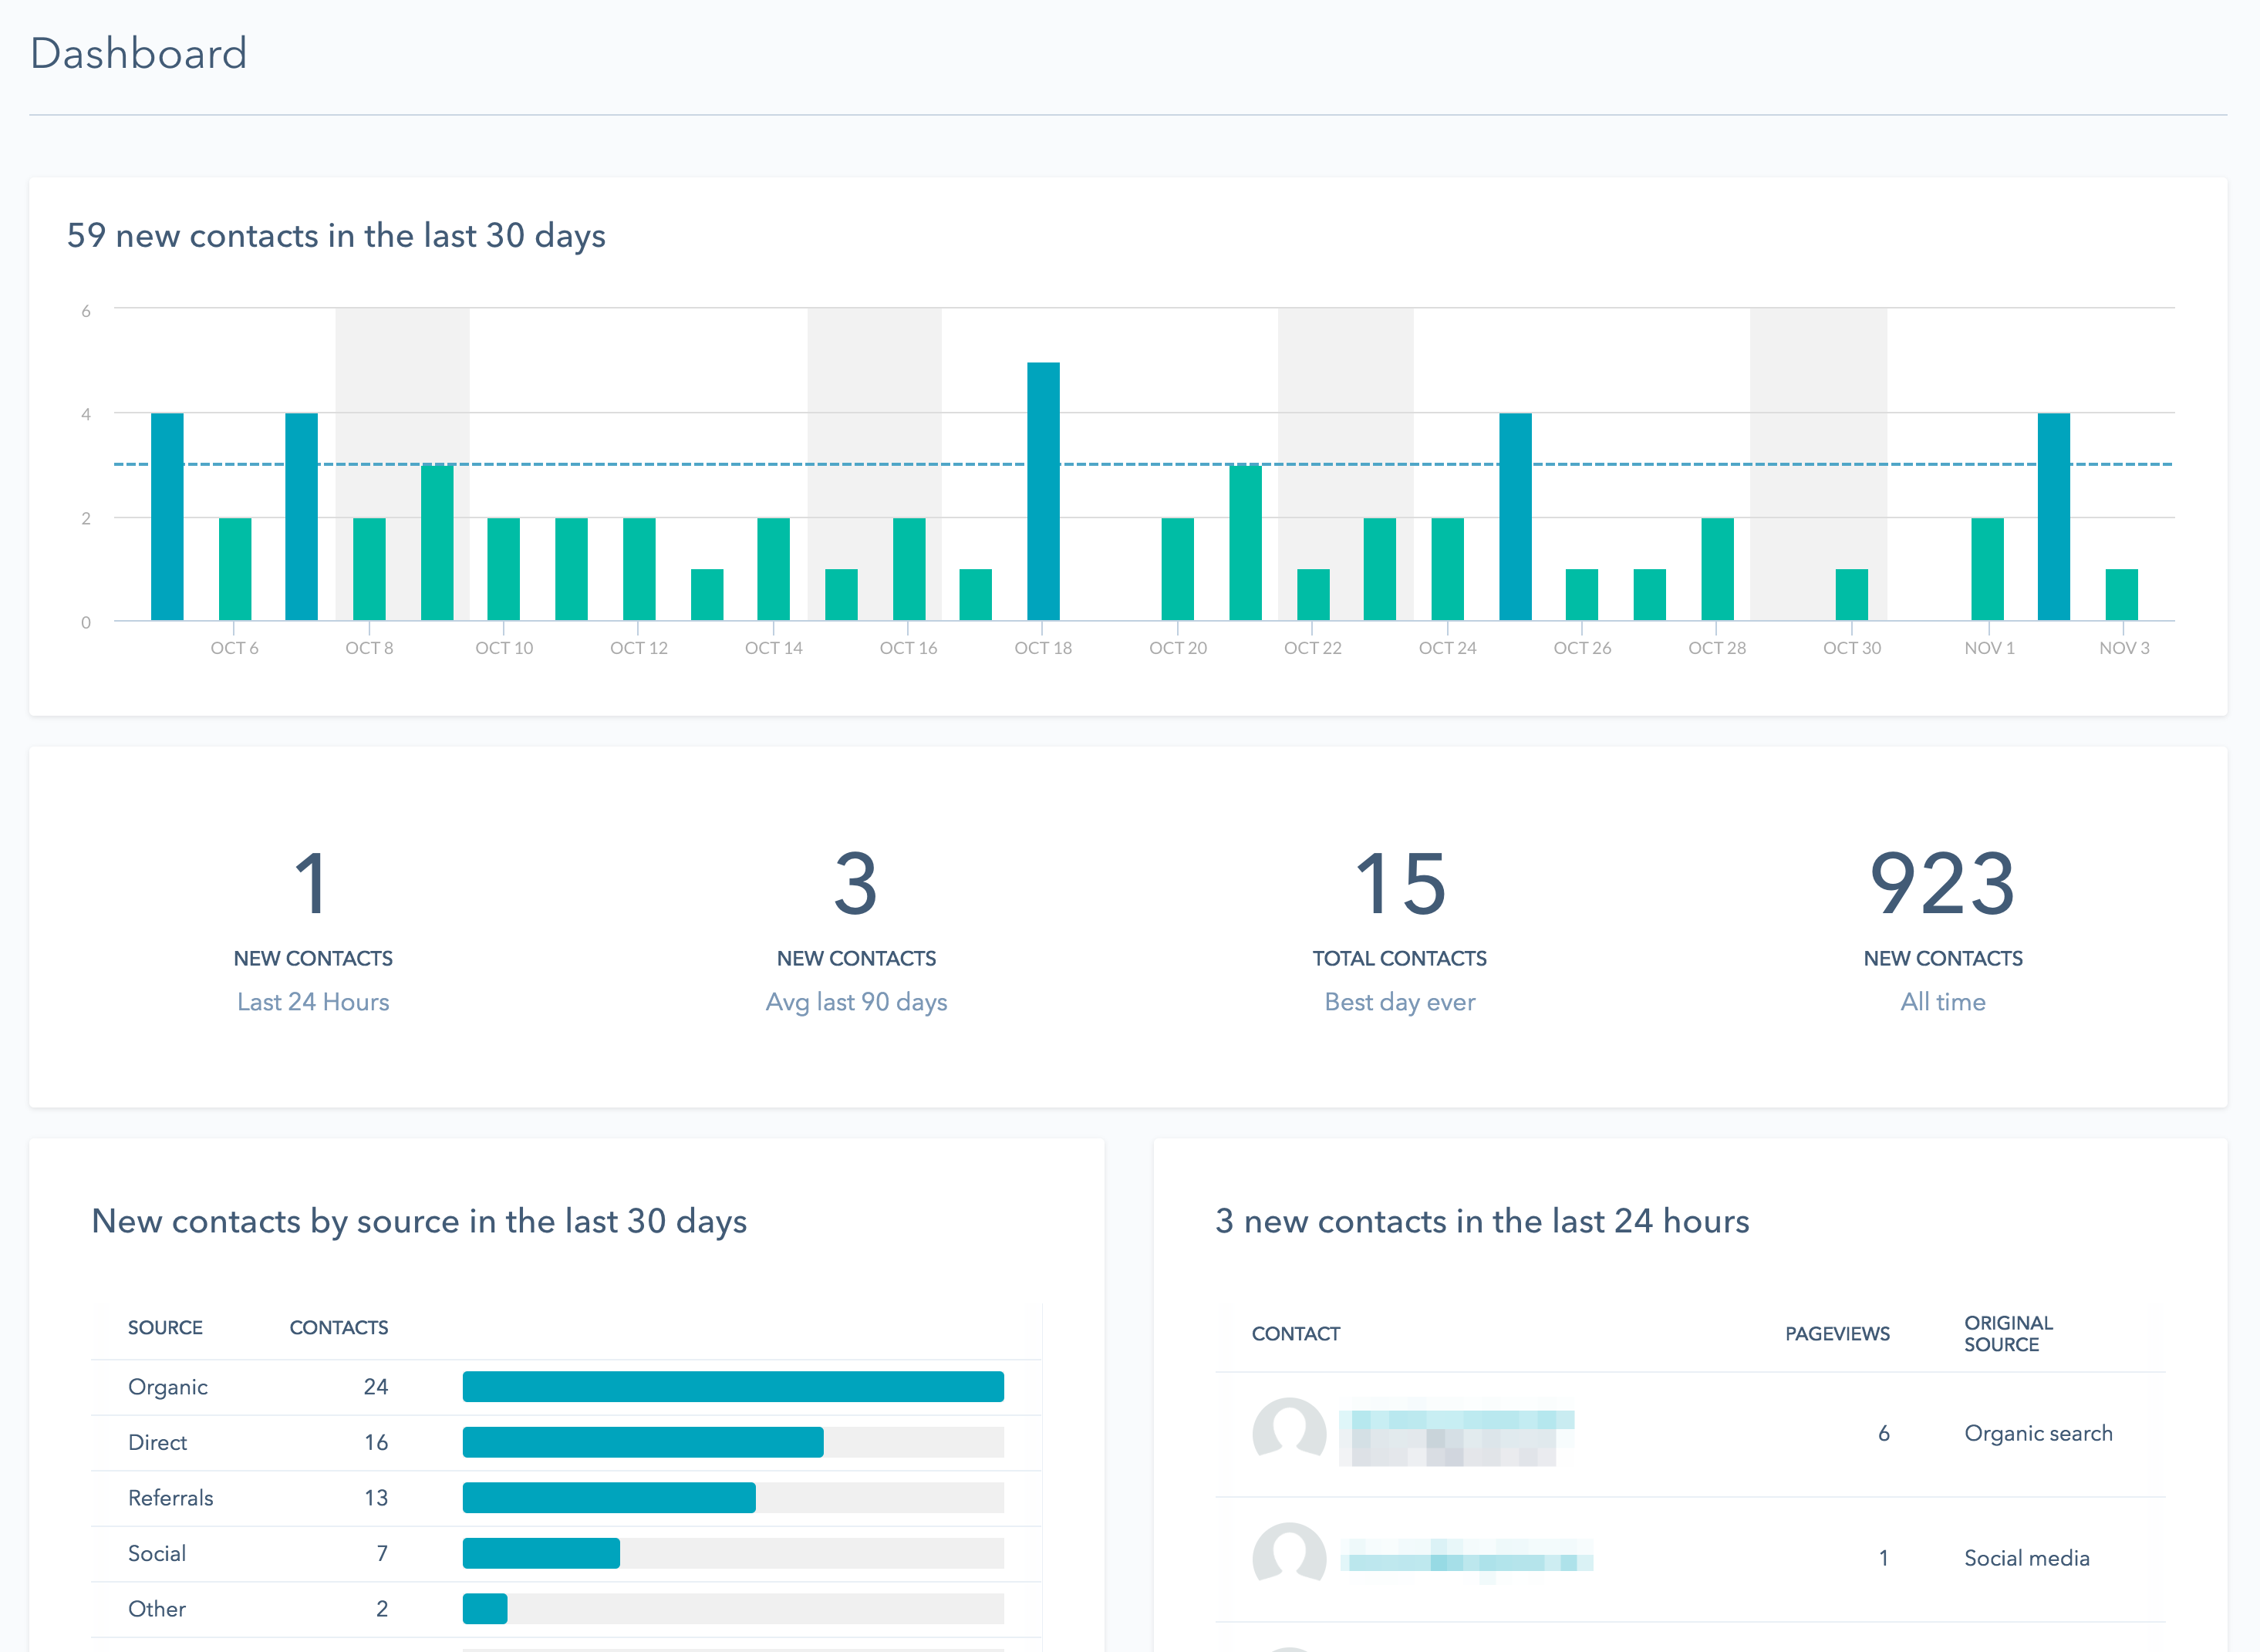 Dashboard
59 new contacts in the last 30 days
6
4
2
0
OCT 6 OCT 8 OCT 10 OCT 12 OCT 14 OCT 16 OCT 18 OCT 20 OCT 22 OCT 24 OCT 26 OCT 28 OCT 30 NOV 1 NOV 3
1
NEW CONTACTS
Last 24 Hours
3
NEW CONTACTS
Avg last 90 days
15
TOTAL CONTACTS
Best day ever
923
NEW CONTACTS
All time
New contacts by source in the last 30 days
SOURCE CONTACTS
Organic 24
Direct 16
Referrals 13
Social 7
Other 2
3 new contacts in the last 24 hours
CONTACT PAGEVIEWS ORIGINAL
SOURCE
6 Organic search
1 Social media